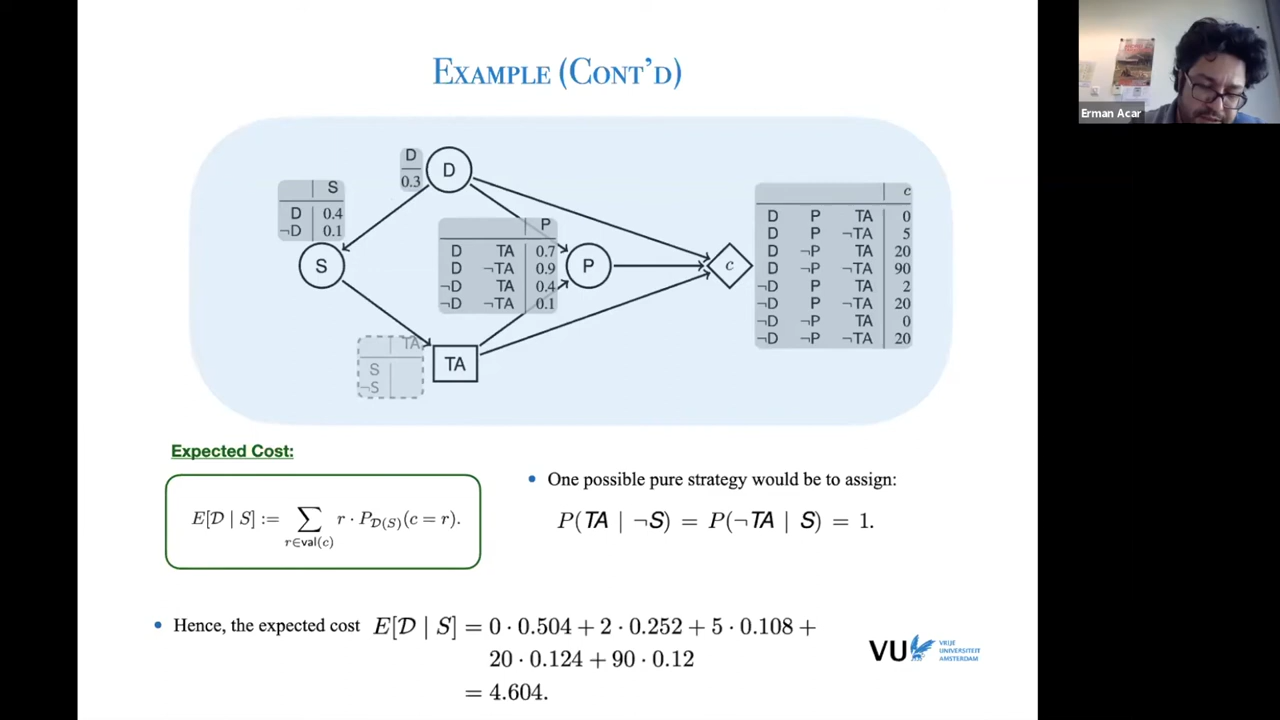 EXAMPLE (CONT'D)
Erman Acar
D
0.3
D
S
D 0.4
¬D 0.1
S
P
D TA 0.7
D ¬TA 0.9
¬D TA 0.4
¬D ¬TA 0.1
P
c
c
D P TA 0
D P ¬TA 5
D ¬P TA 20
D ¬P ¬TA 90
¬D P TA 2
¬D P ¬TA 20
¬D ¬P TA 0
¬D ¬P ¬TA 20
TA
S
¬S
TA
Expected Cost:
E[𝒟 | S] := ∑ r · P𝒟(S)(c = r).
r∈val(c)
• One possible pure strategy would be to assign:
P(TA | ¬S) = P(¬TA | S) = 1.
• Hence, the expected cost E[𝒟 | S] = 0 · 0.504 + 2 · 0.252 + 5 · 0.108 +
20 · 0.124 + 90 · 0.12
= 4.604.
VU VRIJE
UNIVERSITEIT
AMSTERDAM